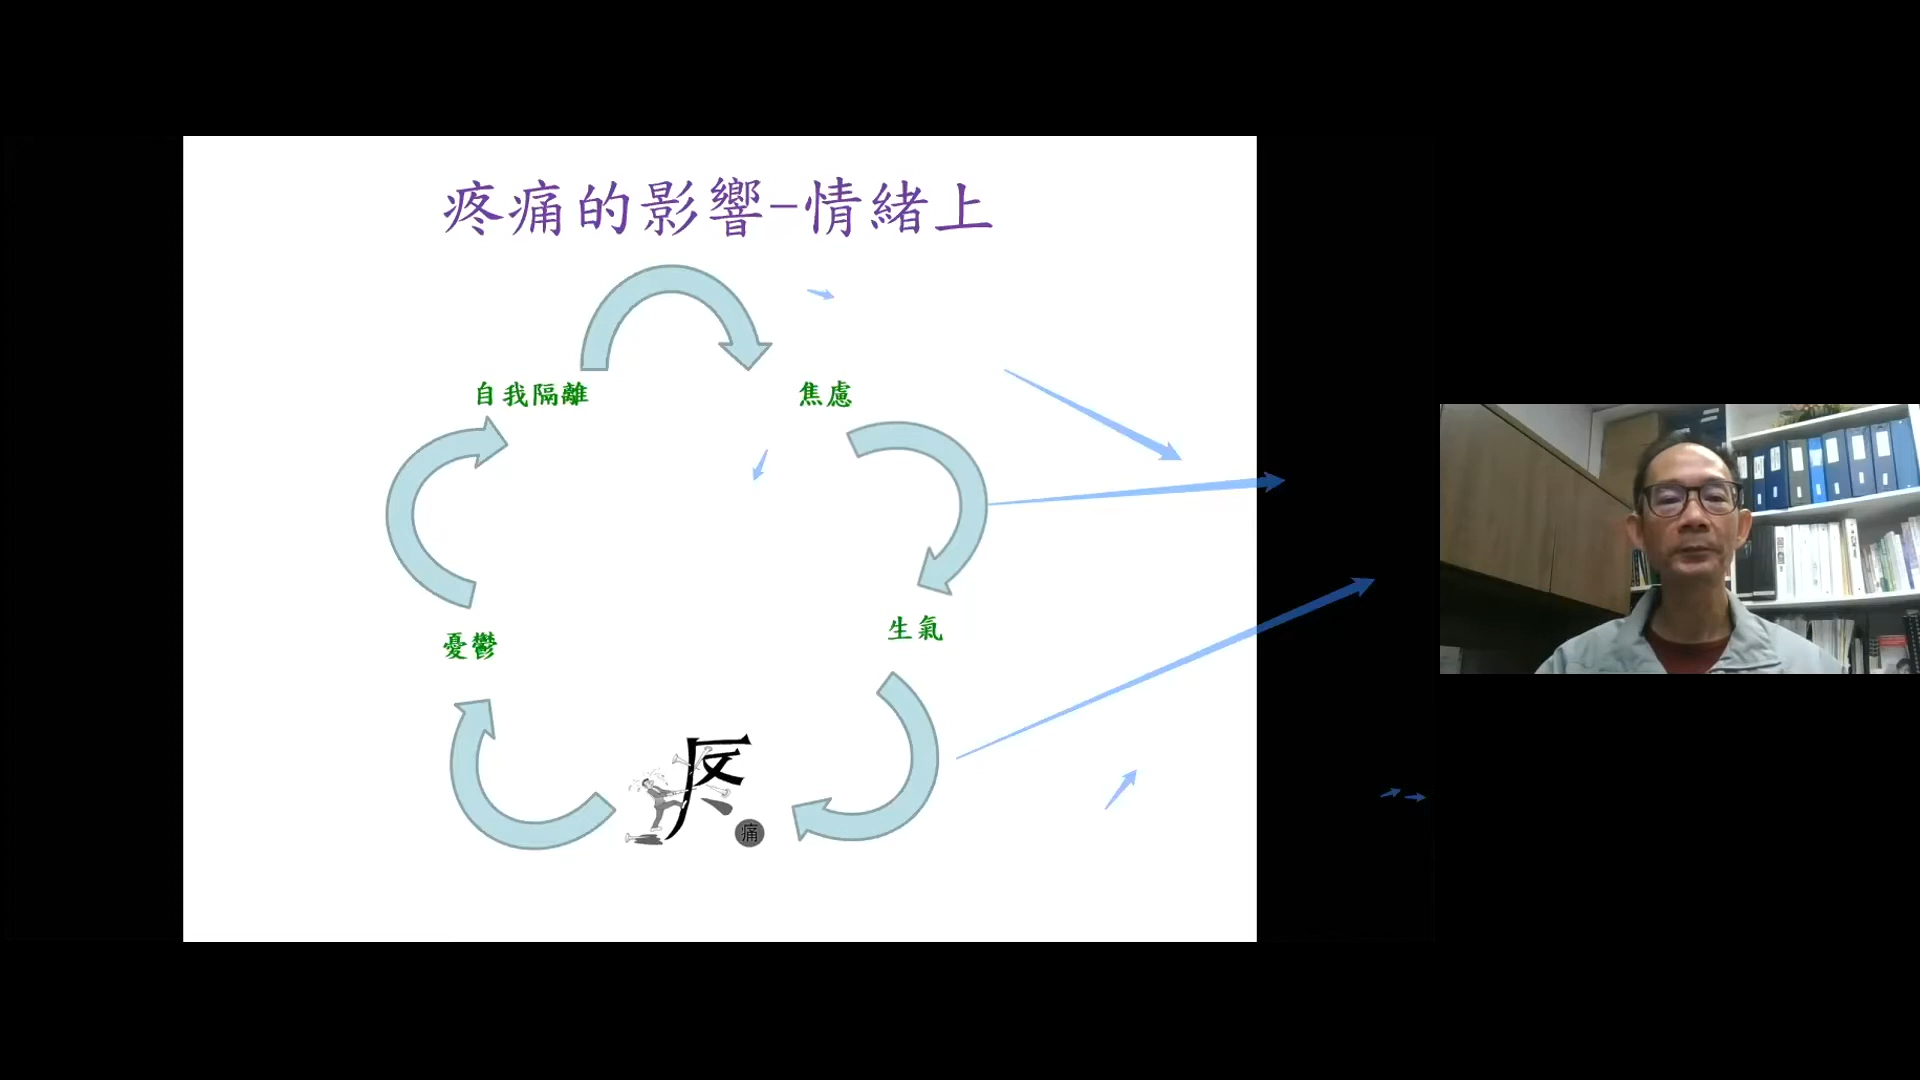 疼痛的影響-情緒上
自我隔離
焦慮
生氣
憂鬱
疼
痛